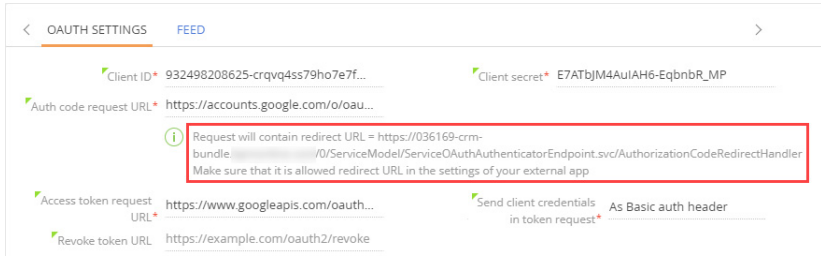 OAUTH SETTINGS FEED
Client ID* 932498208625-crqvq4ss79ho7e7f... Client secret* E7ATbJM4AuIAH6-EqbnbR_MP
Auth code request URL* https://accounts.google.com/o/oau...
Request will contain redirect URL = https://036169-crm-
bundle. /0/ServiceModel/ServiceOAuthAuthenticatorEndpoint.svc/AuthorizationCodeRedirectHandler
Make sure that it is allowed redirect URL in the settings of your external app
Access token request https://www.googleapis.com/oauth... Send client credentials As Basic auth header
URL* in token request*
Revoke token URL https://example.com/oauth2/revoke